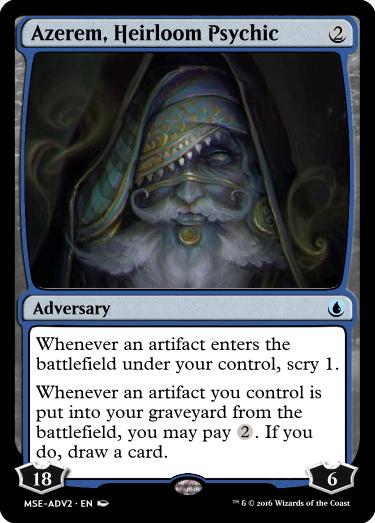 Azerem, Heirloom Psychic 2
Adversary
Whenever an artifact enters the
battlefield under your control, scry 1.
Whenever an artifact you control is
put into your graveyard from the
battlefield, you may pay 2. If you
do, draw a card.
18 6
MSE-ADV2 • EN ™ & © 2016 Wizards of the Coast